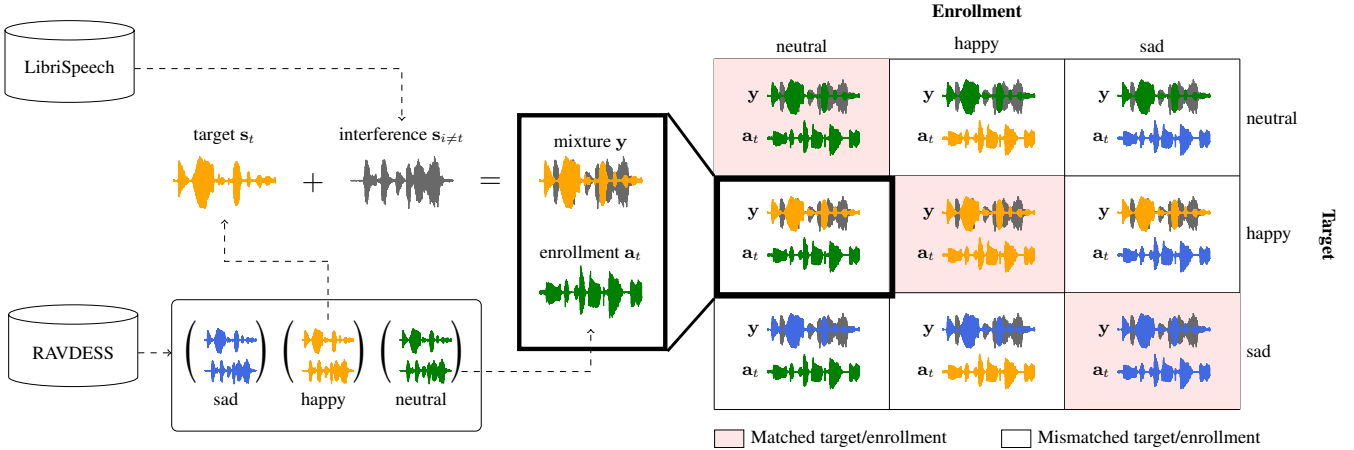 Enrollment
neutral happy sad
LibriSpeech
target s_t
interference s_{i≠t}
+
=
mixture y
enrollment a_t
RAVDESS
sad happy neutral
y y y
neutral
a_t a_t a_t
y y y
happy
a_t a_t a_t
y y y
sad
a_t a_t a_t
Target
Matched target/enrollment
Mismatched target/enrollment